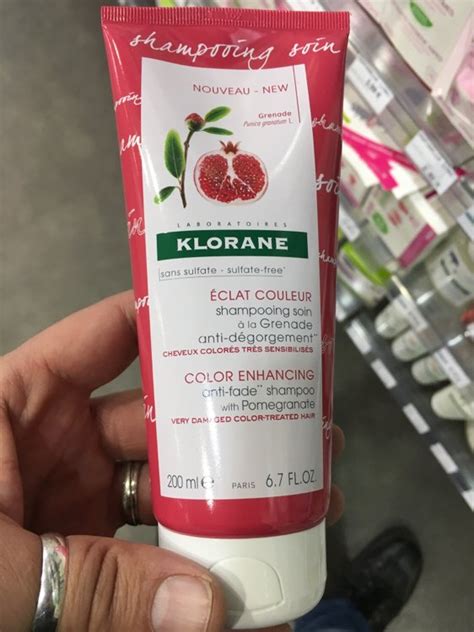 shampooing soin
NOUVEAU - NEW
Grenade
Punica granatum L.
LABORATOIRES
KLORANE
sans sulfate - sulfate-free*
ÉCLAT COULEUR
shampooing soin
à la Grenade
anti-dégorgement**
CHEVEUX COLORÉS TRÈS SENSIBILISÉS
COLOR ENHANCING
anti-fade** shampoo
with Pomegranate
VERY DAMAGED COLOR-TREATED HAIR
200 ml e PARIS 6.7 FL.OZ.